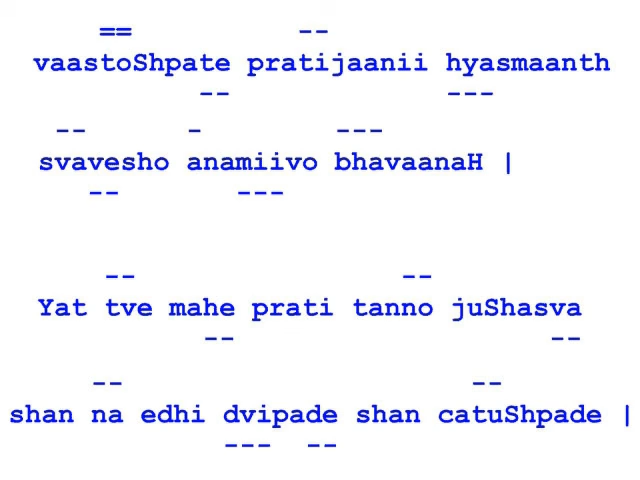 vaastoShpate pratijaanii hyasmaanth
svavesho anamiivo bhavaanaH |
Yat tve mahe prati tanno juShasva
shan na edhi dvipade shan catuShpade |